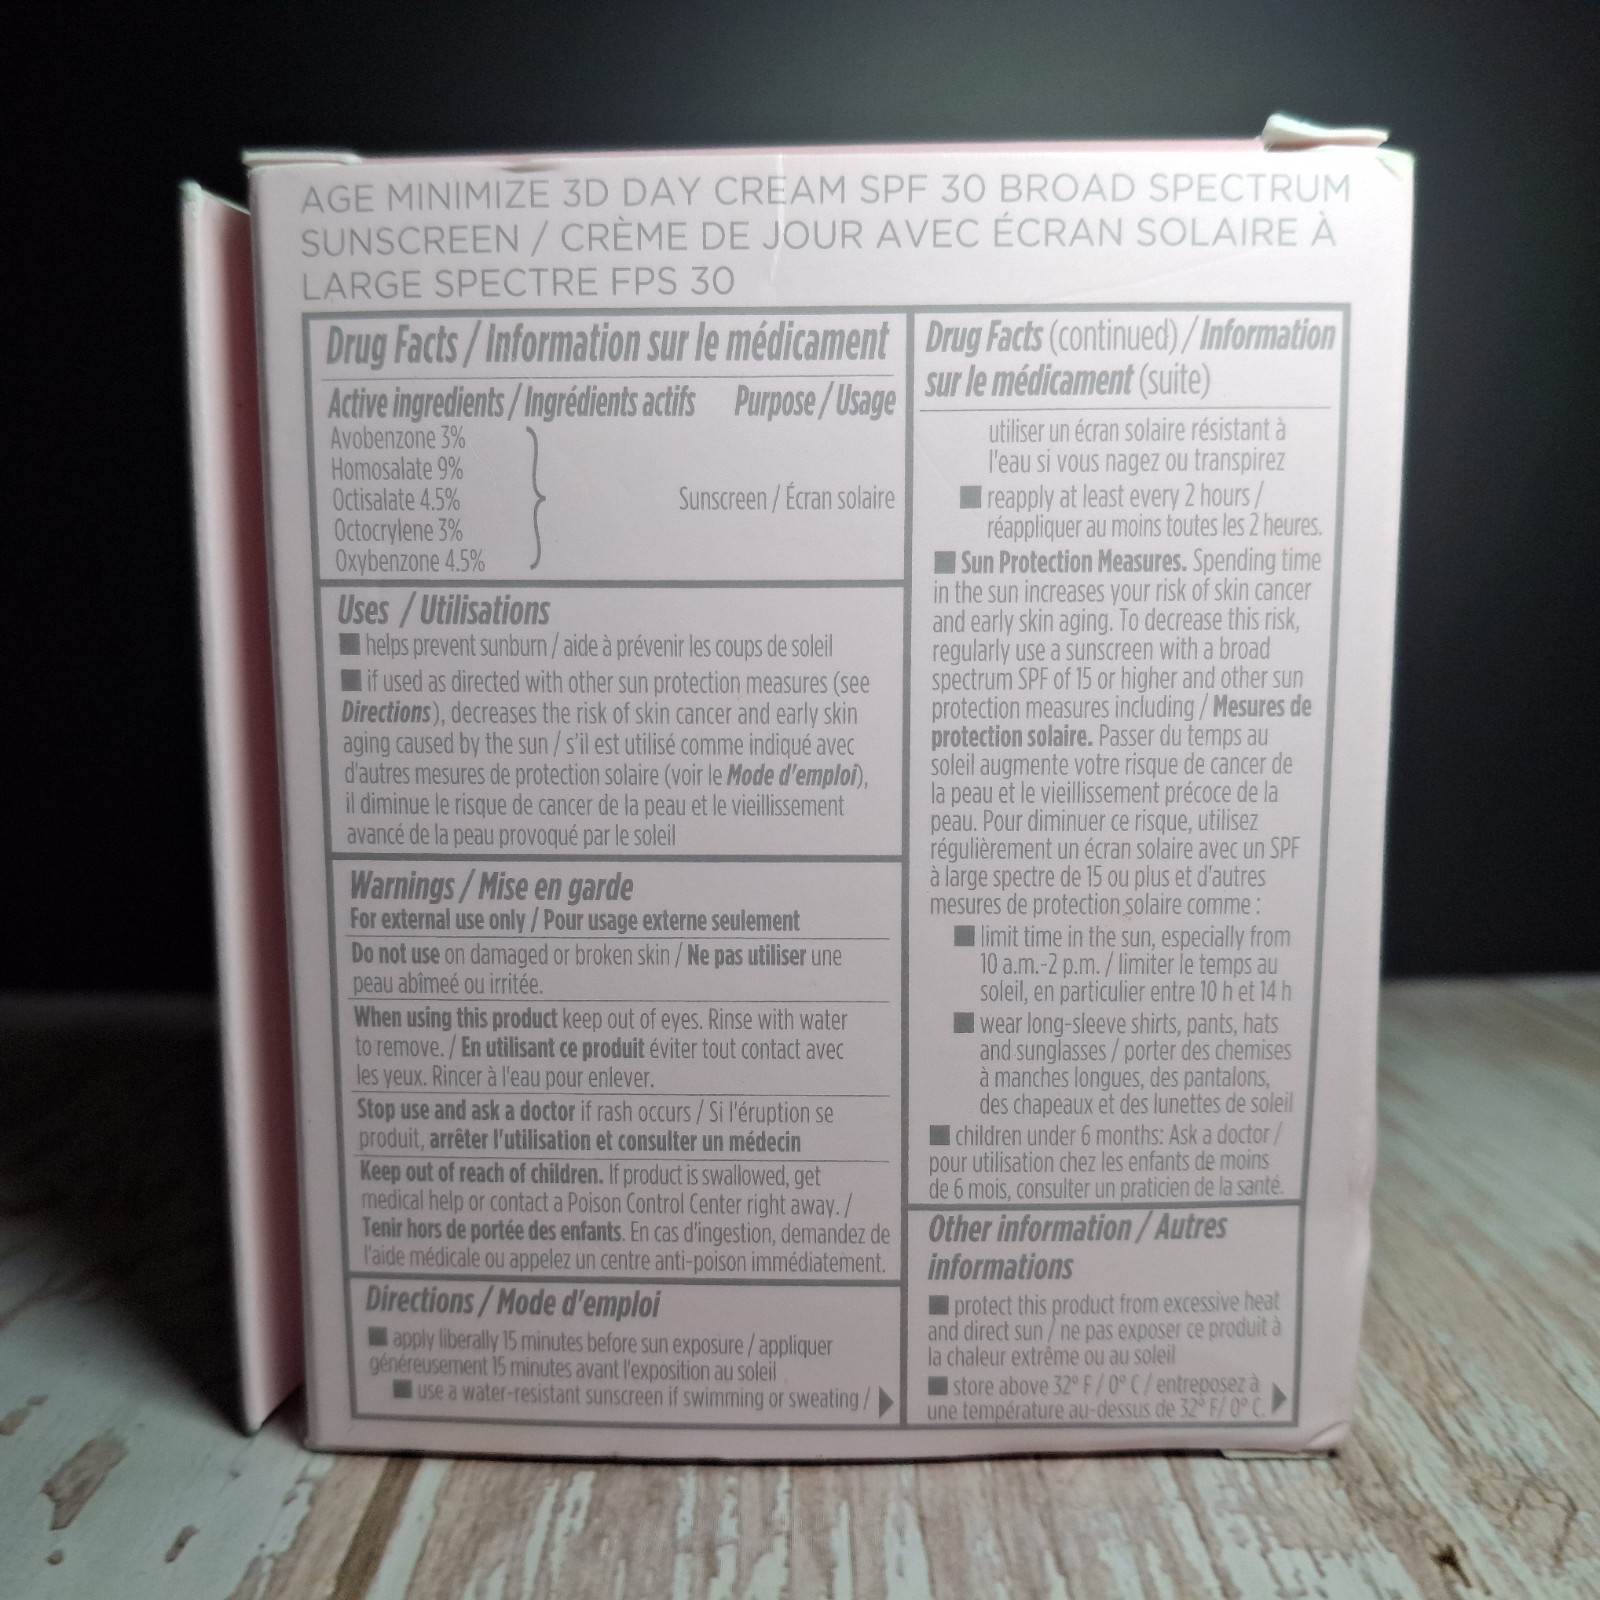 AGE MINIMIZE 3D DAY CREAM SPF 30 BROAD SPECTRUM
SUNSCREEN / CRÈME DE JOUR AVEC ÉCRAN SOLAIRE À
LARGE SPECTRE FPS 30
Drug Facts / Information sur le médicament
Active ingredients / Ingrédients actifs Purpose / Usage
Avobenzone 3%
Homosalate 9%
Octisalate 4.5%
Sunscreen / Écran solaire
Octocrylene 3%
Oxybenzone 4.5%
Uses / Utilisations
■ helps prevent sunburn / aide à prévenir les coups de soleil
■ if used as directed with other sun protection measures (see
Directions), decreases the risk of skin cancer and early skin
aging caused by the sun / s'il est utilisé comme indiqué avec
d'autres mesures de protection solaire (voir le Mode d'emploi),
il diminue le risque de cancer de la peau et le vieillissement
avancé de la peau provoqué par le soleil
Warnings / Mise en garde
For external use only / Pour usage externe seulement
Do not use on damaged or broken skin / Ne pas utiliser une
peau abîmeé ou irritée.
When using this product keep out of eyes. Rinse with water
to remove. / En utilisant ce produit éviter tout contact avec
les yeux. Rincer à l'eau pour enlever.
Stop use and ask a doctor if rash occurs / Si l'éruption se
produit, arrêter l'utilisation et consulter un médecin
Keep out of reach of children. If product is swallowed, get
medical help or contact a Poison Control Center right away. /
Tenir hors de portée des enfants. En cas d'ingestion, demandez de
l'aide médicale ou appelez un centre anti-poison immédiatement.
Directions / Mode d'emploi
■ apply liberally 15 minutes before sun exposure / appliquer
généreusement 15 minutes avant l'exposition au soleil
■ use a water-resistant sunscreen if swimming or sweating / ▶
Drug Facts (continued) / Information
sur le médicament (suite)
utiliser un écran solaire résistant à
l'eau si vous nagez ou transpirez
■ reapply at least every 2 hours /
réappliquer au moins toutes les 2 heures.
■ Sun Protection Measures. Spending time
in the sun increases your risk of skin cancer
and early skin aging. To decrease this risk,
regularly use a sunscreen with a broad
spectrum SPF of 15 or higher and other sun
protection measures including / Mesures de
protection solaire. Passer du temps au
soleil augmente votre risque de cancer de
la peau et le vieillissement précoce de la
peau. Pour diminuer ce risque, utilisez
régulièrement un écran solaire avec un SPF
à large spectre de 15 ou plus et d'autres
mesures de protection solaire comme :
■ limit time in the sun, especially from
10 a.m.-2 p.m. / limiter le temps au
soleil, en particulier entre 10 h et 14 h
■ wear long-sleeve shirts, pants, hats
and sunglasses / porter des chemises
à manches longues, des pantalons,
des chapeaux et des lunettes de soleil
■ children under 6 months: Ask a doctor /
pour utilisation chez les enfants de moins
de 6 mois, consulter un praticien de la santé.
Other information / Autres
informations
■ protect this product from excessive heat
and direct sun / ne pas exposer ce produit à
la chaleur extrême ou au soleil
■ store above 32° F / 0° C / entreposez à
une température au-dessus de 32° F/ 0° C. ▶